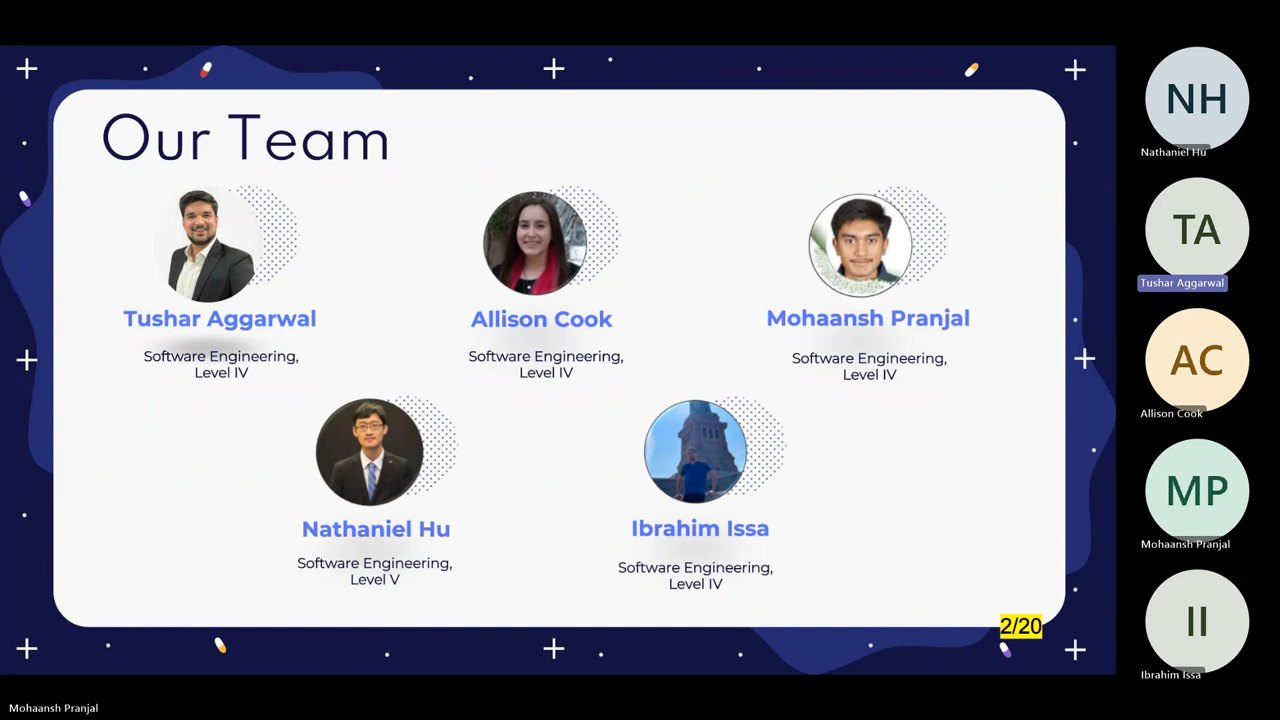 Our Team
Tushar Aggarwal
Software Engineering,
Level IV
Allison Cook
Software Engineering,
Level IV
Mohaansh Pranjal
Software Engineering,
Level IV
Nathaniel Hu
Software Engineering,
Level V
Ibrahim Issa
Software Engineering,
Level IV
2/20
NH
Nathaniel Hu
TA
Tushar Aggarwal
AC
Allison Cook
MP
Mohaansh Pranjal
II
Ibrahim Issa
Mohaansh Pranjal